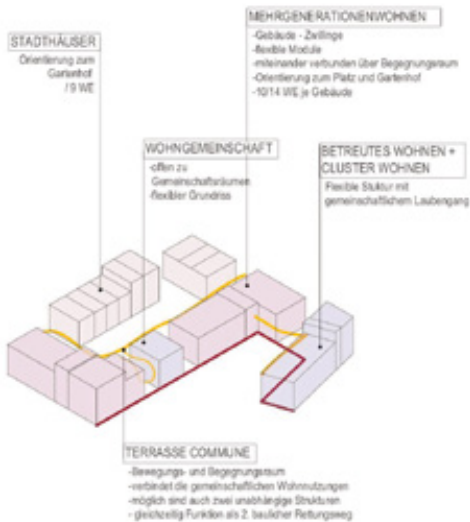 MEHRGENERATIONENWOHNEN
-Gebäude - Zwillinge
-flexible Module
-miteinander verbunden über Begegnungsraum
-Orientierung zum Platz und Gartenhof
-10/14 WE je Gebäude
STADTHÄUSER
Orientierung zum
Gartenhof
/ 9 WE
WOHNGEMEINSCHAFT
-offen zu
Gemeinschaftsräumen
-flexibler Grundriss
BETREUTES WOHNEN +
CLUSTER WOHNEN
Flexible Stuktur mit
gemeinschaftlichem Laubengang
TERRASSE COMMUNE
-Bewegungs- und Begegnungsraum
-verbindet die gemeinschaftlichen Wohnnutzungen
-möglich sind auch zwei unabhängige Strukturen
- gleichzeitig Funktion als 2. baulicher Rettungsweg